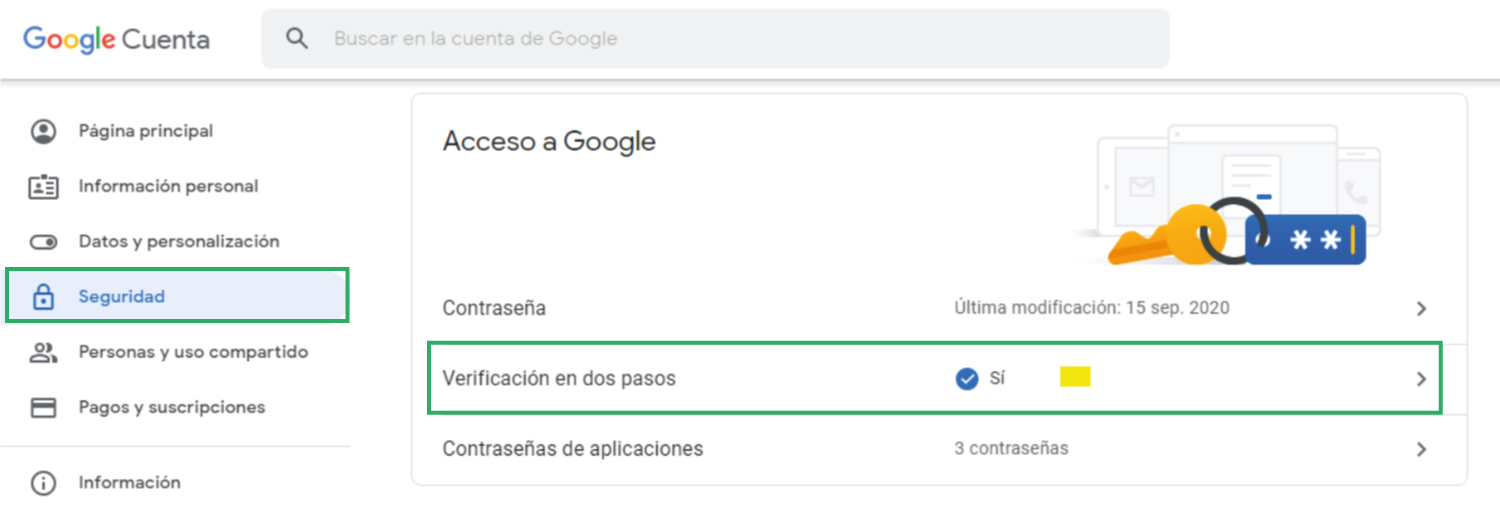 Google Cuenta
Buscar en la cuenta de Google
Página principal
Información personal
Datos y personalización
Seguridad
Personas y uso compartido
Pagos y suscripciones
Información
Acceso a Google
**
Contraseña Última modificación: 15 sep. 2020
Verificación en dos pasos Sí
Contraseñas de aplicaciones 3 contraseñas